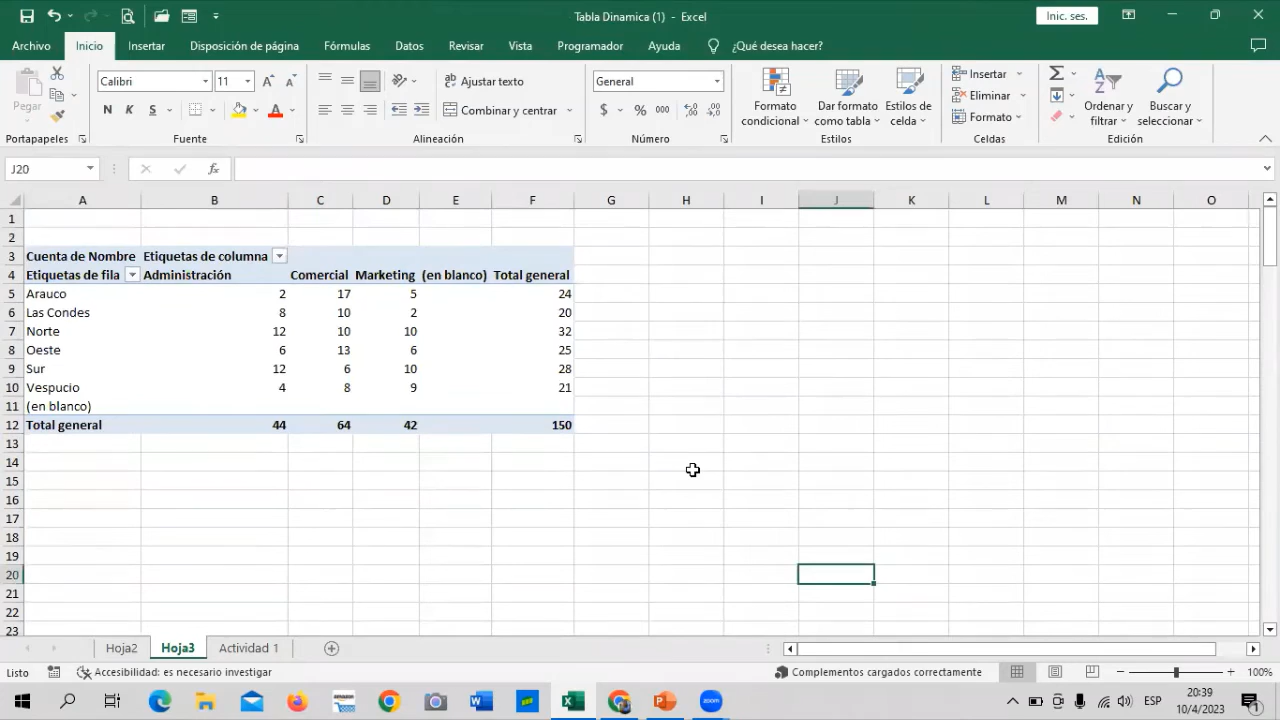 Tabla Dinamica (1) - Excel
Inic. ses.
Archivo Inicio Insertar Disposición de página Fórmulas Datos Revisar Vista Programador Ayuda ¿Qué desea hacer?
Pegar
Calibri 11
Ajustar texto
General
Formato condicional
Dar formato como tabla
Estilos de celda
Insertar
Eliminar
Formato
Ordenar y filtrar
Buscar y seleccionar
N K S
Combinar y centrar
$ % 000
Portapapeles Fuente Alineación Número Estilos Celdas Edición
J20 fx
A B C D E F G H I J K L M N O
1
2
3 Cuenta de Nombre Etiquetas de columna
4 Etiquetas de fila Administración Comercial Marketing (en blanco) Total general
5 Arauco 2 17 5 24
6 Las Condes 8 10 2 20
7 Norte 12 10 10 32
8 Oeste 6 13 6 25
9 Sur 12 6 10 28
10 Vespucio 4 8 9 21
11 (en blanco)
12 Total general 44 64 42 150
13
14
15
16
17
18
19
20
21
22
23
Hoja2 Hoja3 Actividad 1
Listo Accesibilidad: es necesario investigar Complementos cargados correctamente 100%
amazon zoom ESP 20:39
10/4/2023